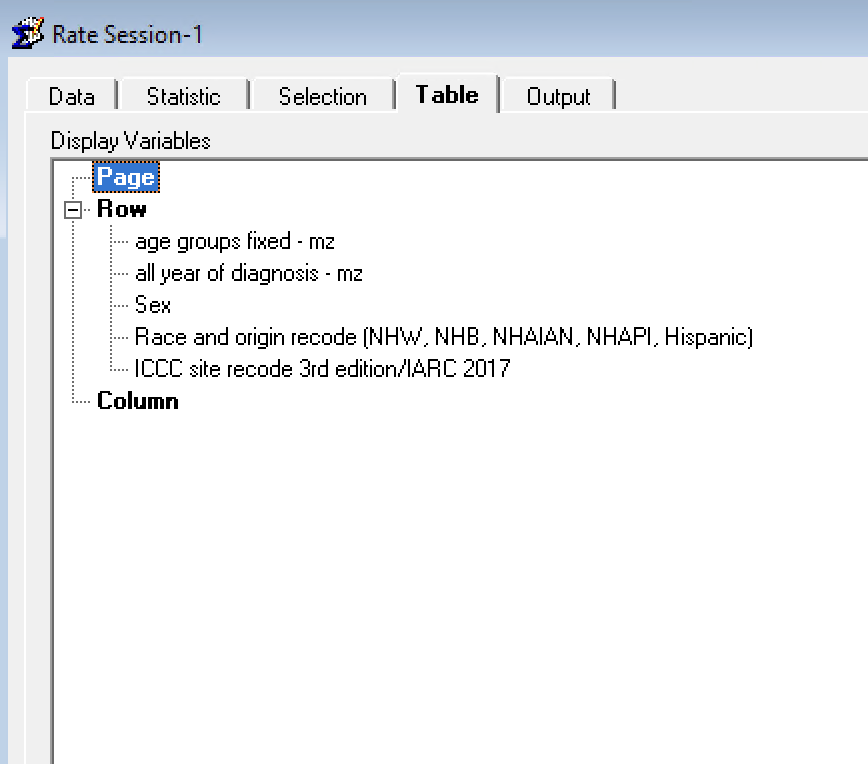 Rate Session-1
Data Statistic Selection Table Output
Display Variables
Page
Row
age groups fixed - mz
all year of diagnosis - mz
Sex
Race and origin recode (NHW, NHB, NHAIAN, NHAPI, Hispanic)
ICCC site recode 3rd edition/IARC 2017
Column